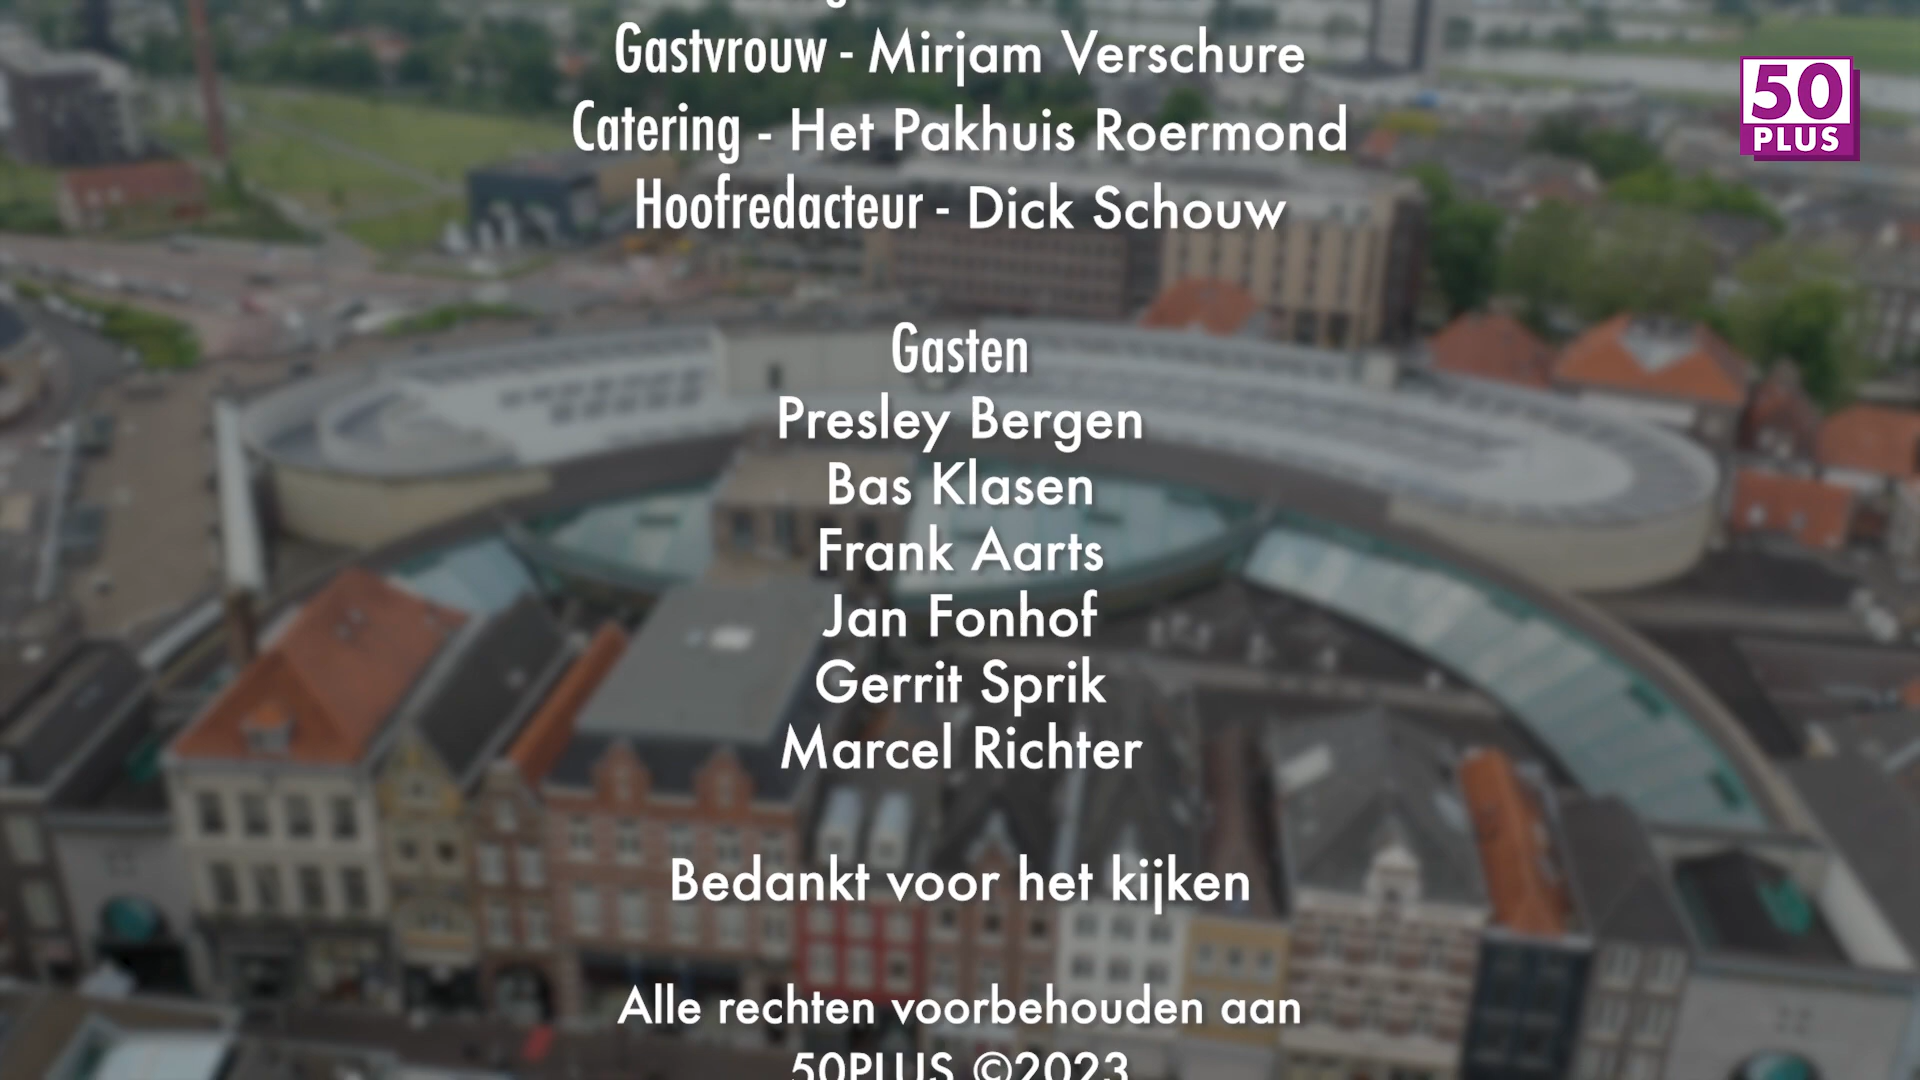 Gastvrouw - Mirjam Verschure
50
PLUS
Catering - Het Pakhuis Roermond
Hoofredacteur - Dick Schouw
Gasten
Presley Bergen
Bas Klasen
Frank Aarts
Jan Fonhof
Gerrit Sprik
Marcel Richter
Bedankt voor het kijken
Alle rechten voorbehouden aan
50PLUS ©2023